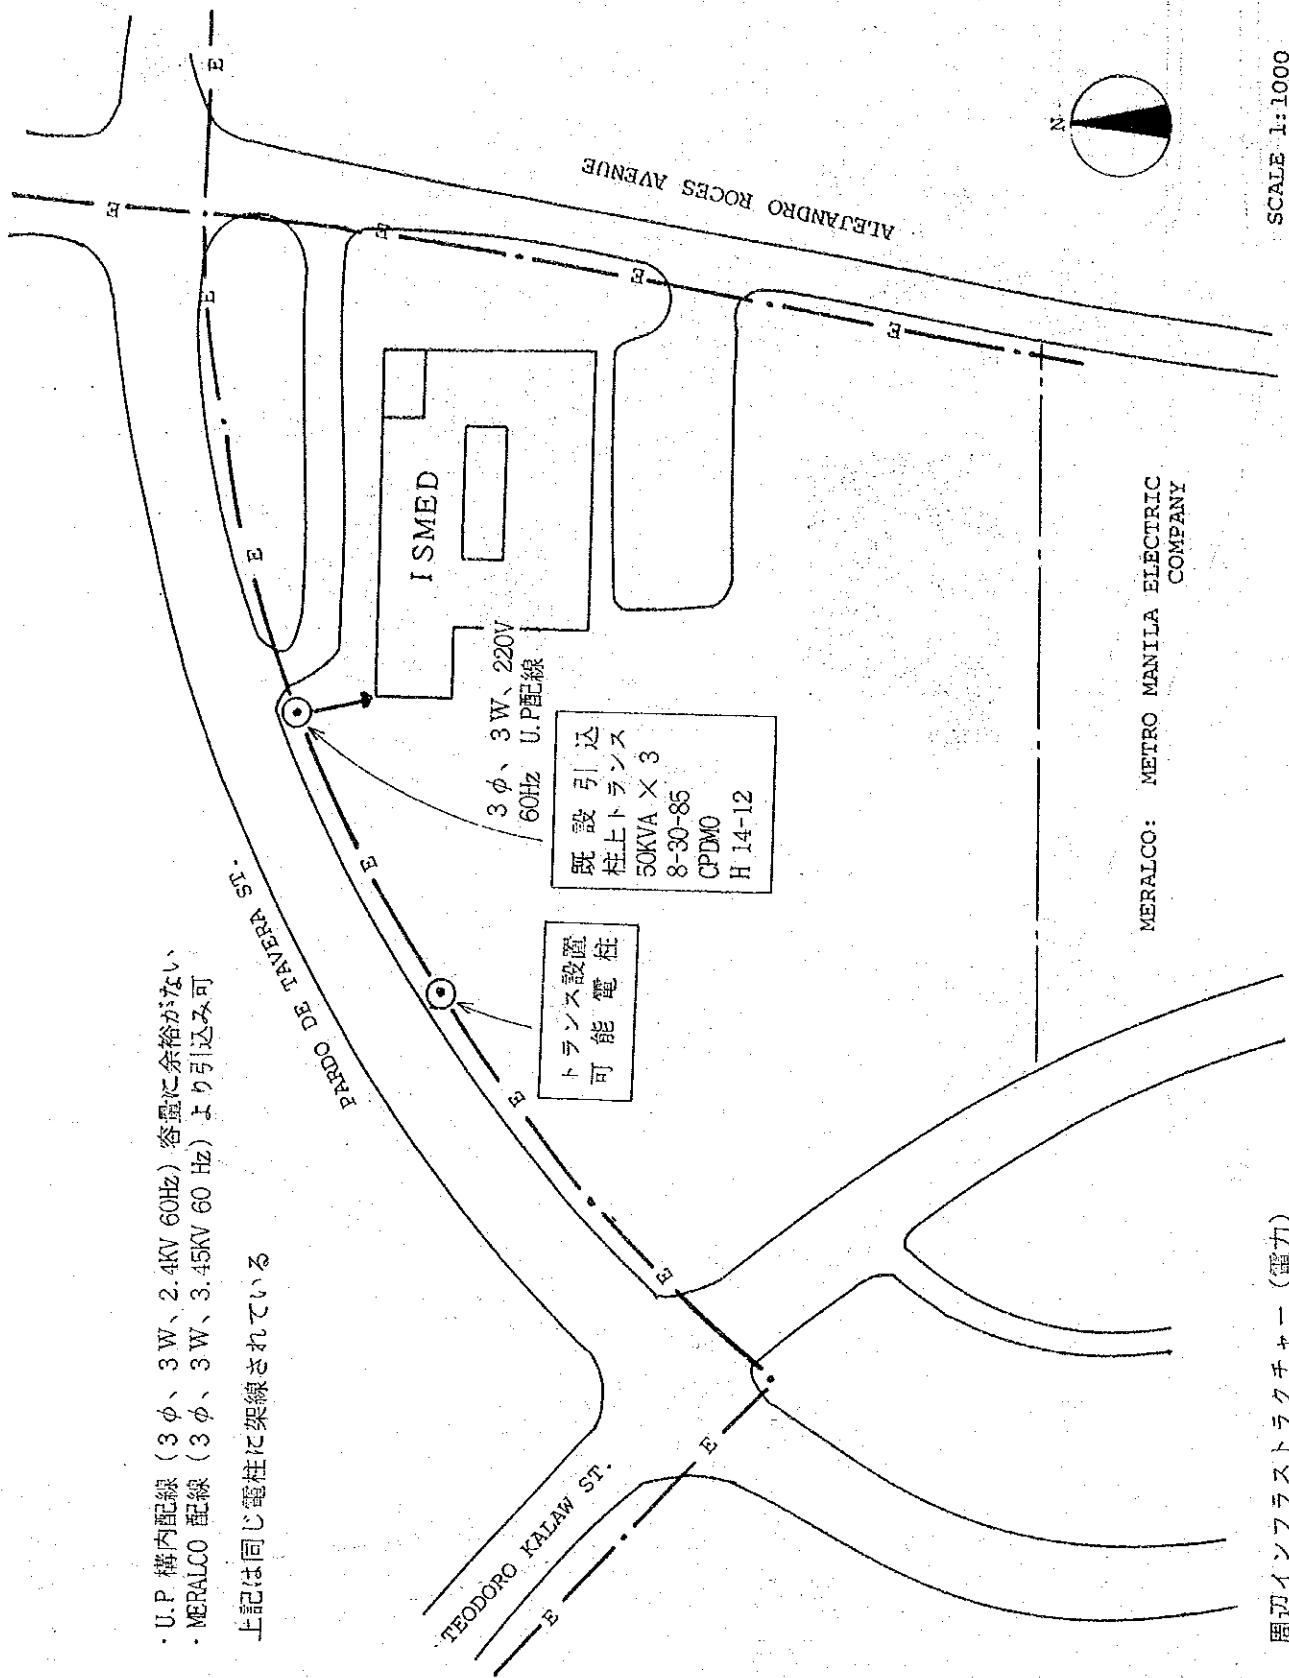 ・U.P 構内配線 (3φ、3W、2.4KV 60Hz) 容量に余裕がない
・MERALCO 配線 (3φ、3W、3.45KV 60 Hz) より引込み可
上記は同じ電柱に架線されている
PARDO DE TAVERA ST.
TEODORO KALAW ST.
ALEJANDRO ROCES AVENUE
E
E
E
E
E
E
E
E
E
E
E
E
ISMED
3φ、3W、220V
60Hz U.P配線
既設引込
柱上トランス
50KVA × 3
8-30-85
CPDMO
H 14-12
トランス設置
可能電柱
N
MERALCO: METRO MANILA ELECTRIC
COMPANY
SCALE 1:1000
周辺インフラストラクチャー (電力)